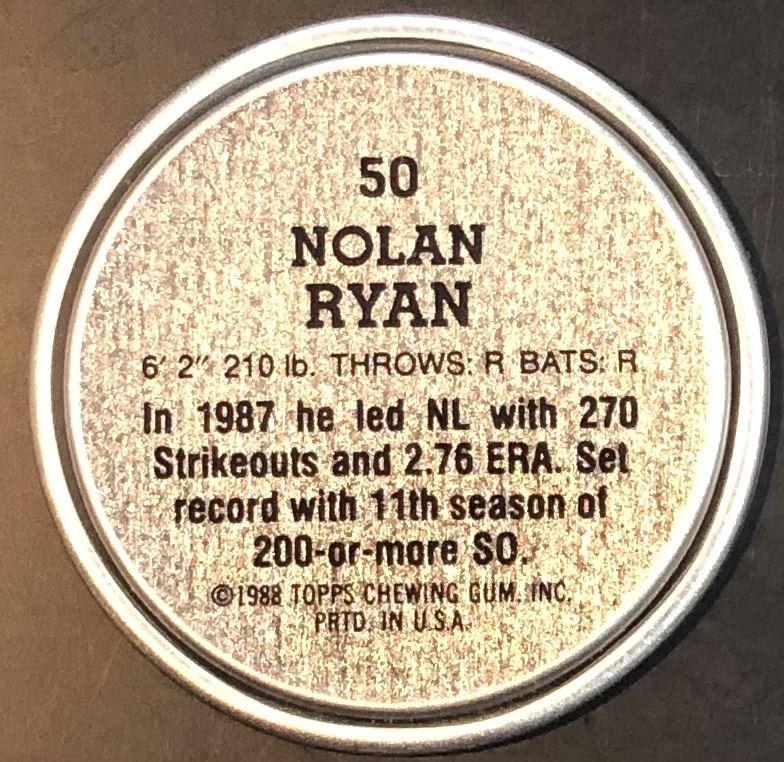 50
NOLAN
RYAN
6' 2" 210 lb. THROWS: R BATS: R
In 1987 he led NL with 270
Strikeouts and 2.76 ERA. Set
record with 11th season of
200-or-more SO.
©1988 TOPPS CHEWING GUM, INC.
PRTD. IN U.S.A.